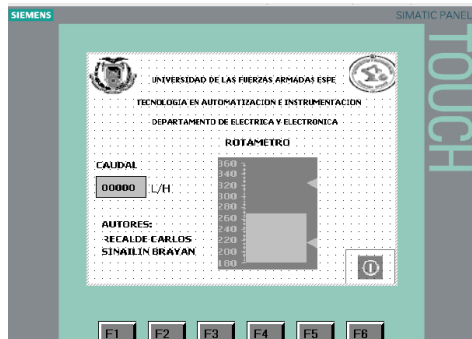 SIEMENS
SIMATIC PANEL
TOUCH
UNIVERSIDAD DE LAS FUERZAS ARMADAS ESPE
TECNOLOGIA EN AUTOMATIZACION E INSTRUMENTACION
DEPARTAMENTO DE ELECTRICA Y ELECTRONICA
ROTAMETRO
CAUDAL
00000 L/H
360
340
320
300
280
260
240
220
200
180
AUTORES:
RECALDE CARLOS
SINAILIN BRAYAN
F1 F2 F3 F4 F5 F6